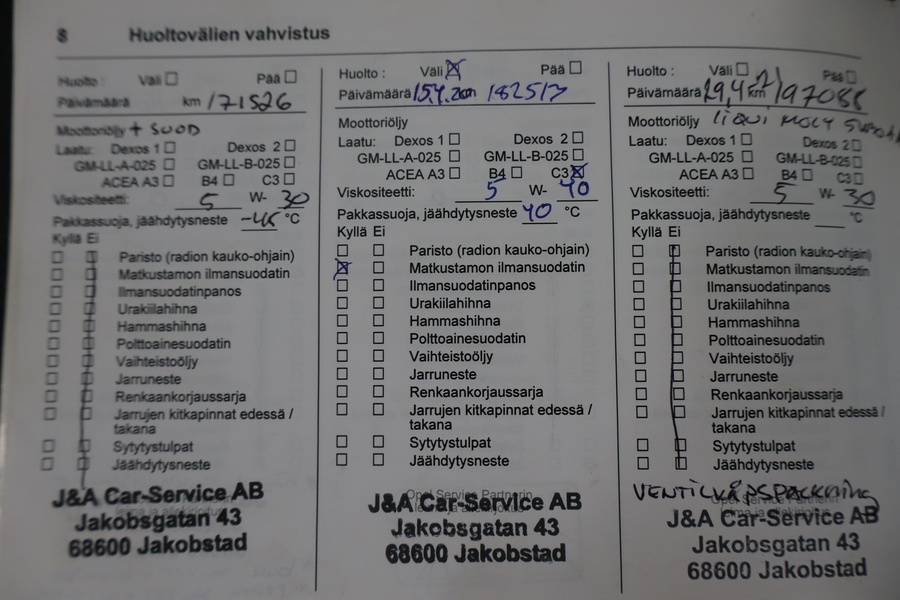 8 Huoltovälien vahvistus
Huolto : Väli Pää
Päivämäärä km 171526
Moottoriöljy + SUOD
Laatu: Dexos 1 Dexos 2
GM-LL-A-025 GM-LL-B-025
ACEA A3 B4 C3
Viskositeetti: 5 W- 30
Pakkassuoja, jäähdytysneste -45 °C
Kyllä Ei
Paristo (radion kauko-ohjain)
Matkustamon ilmansuodatin
Ilmansuodatinpanos
Urakiilahihna
Hammashihna
Polttoainesuodatin
Vaihteistoöljy
Jarruneste
Renkaankorjaussarja
Jarrujen kitkapinnat edessä /
takana
Sytytystulpat
Jäähdytysneste
J&A Car-Service AB
Jakobsgatan 43
68600 Jakobstad
Huolto : Väli Pää
Päivämäärä km 182513
Moottoriöljy
Laatu: Dexos 1 Dexos 2
GM-LL-A-025 GM-LL-B-025
ACEA A3 B4 C3
Viskositeetti: 5 W- 40
Pakkassuoja, jäähdytysneste 40 °C
Kyllä Ei
Paristo (radion kauko-ohjain)
Matkustamon ilmansuodatin
Ilmansuodatinpanos
Urakiilahihna
Hammashihna
Polttoainesuodatin
Vaihteistoöljy
Jarruneste
Renkaankorjaussarja
Jarrujen kitkapinnat edessä /
takana
Sytytystulpat
Jäähdytysneste
Opel Service Partnerin
J&A Car-Service AB
Jakobsgatan 43
68600 Jakobstad
Huolto : Väli Pää
Päivämäärä 29,4 km 197088
Moottoriöljy LIQUI MOLY
Laatu: Dexos 1 Dexos 2
GM-LL-A-025 GM-LL-B-025
ACEA A3 B4 C3
Viskositeetti: 5 W- 30
Pakkassuoja, jäähdytysneste °C
Kyllä Ei
Paristo (radion kauko-ohjain)
Matkustamon ilmansuodatin
Ilmansuodatinpanos
Urakiilahihna
Hammashihna
Polttoainesuodatin
Vaihteistoöljy
Jarruneste
Renkaankorjaussarja
Jarrujen kitkapinnat edessä /
takana
Sytytystulpat
Jäähdytysneste
VENTILKÅPSPACKNING
Opel Service Partnerin
J&A Car-Service AB
Jakobsgatan 43
68600 Jakobstad